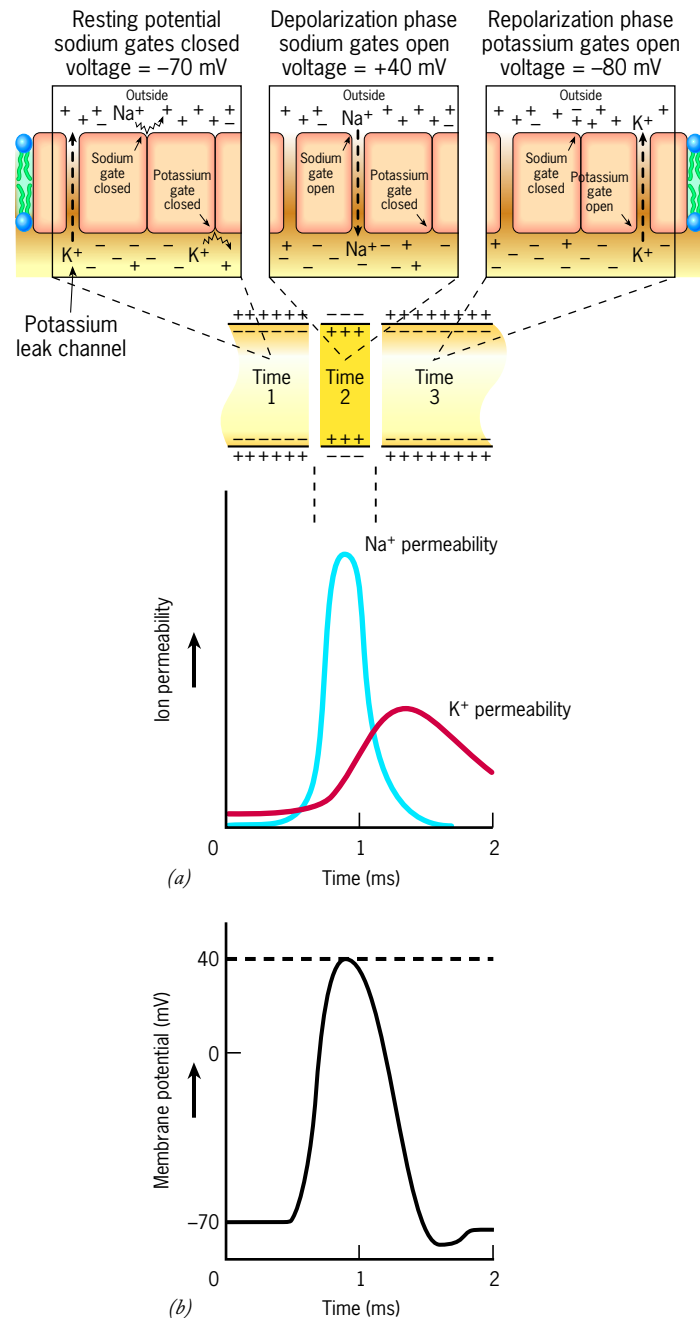 Resting potential
sodium gates closed
voltage = –70 mV
Depolarization phase
sodium gates open
voltage = +40 mV
Repolarization phase
potassium gates open
voltage = –80 mV
Outside
Na⁺
Sodium
gate
closed
Potassium
gate
closed
K⁺
K⁺
Potassium
leak channel
Outside
Na⁺
Sodium
gate
open
Potassium
gate
closed
Na⁺
Outside
K⁺
Sodium
gate
closed
Potassium
gate
open
K⁺
++++++
––––––
Time
1
––––––
++++++
–––
+++
Time
2
+++
–––
++++++++
––––––––
Time
3
––––––––
++++++++
Na⁺ permeability
K⁺ permeability
Ion permeability
0
1
2
(a)
Time (ms)
40
0
–70
Membrane potential (mV)
0
1
2
(b)
Time (ms)